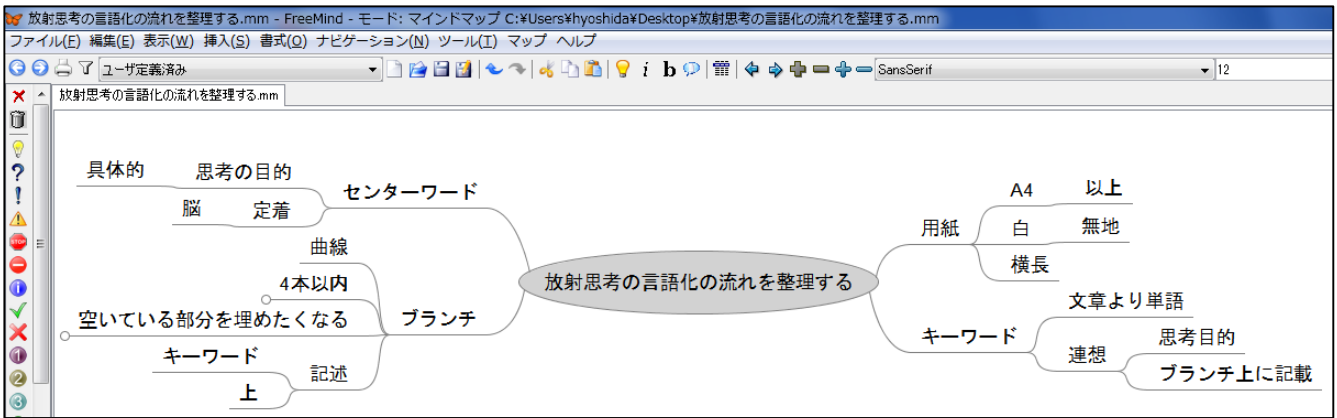 放射思考の言語化の流れを整理する.mm - FreeMind - モード: マインドマップ C:¥Users¥hyoshida¥Desktop¥放射思考の言語化の流れを整理する.mm
ファイル(F) 編集(E) 表示(W) 挿入(S) 書式(O) ナビゲーション(N) ツール(T) マップ ヘルプ
ユーザ定義済み SansSerif 12
放射思考の言語化の流れを整理する.mm
具体的 思考の目的
センターワード
脳 定着
曲線
4本以内
空いている部分を埋めたくなる ブランチ
キーワード
記述
上
放射思考の言語化の流れを整理する
A4 以上
用紙 白 無地
横長
文章より単語
キーワード
連想 思考目的
ブランチ上に記載